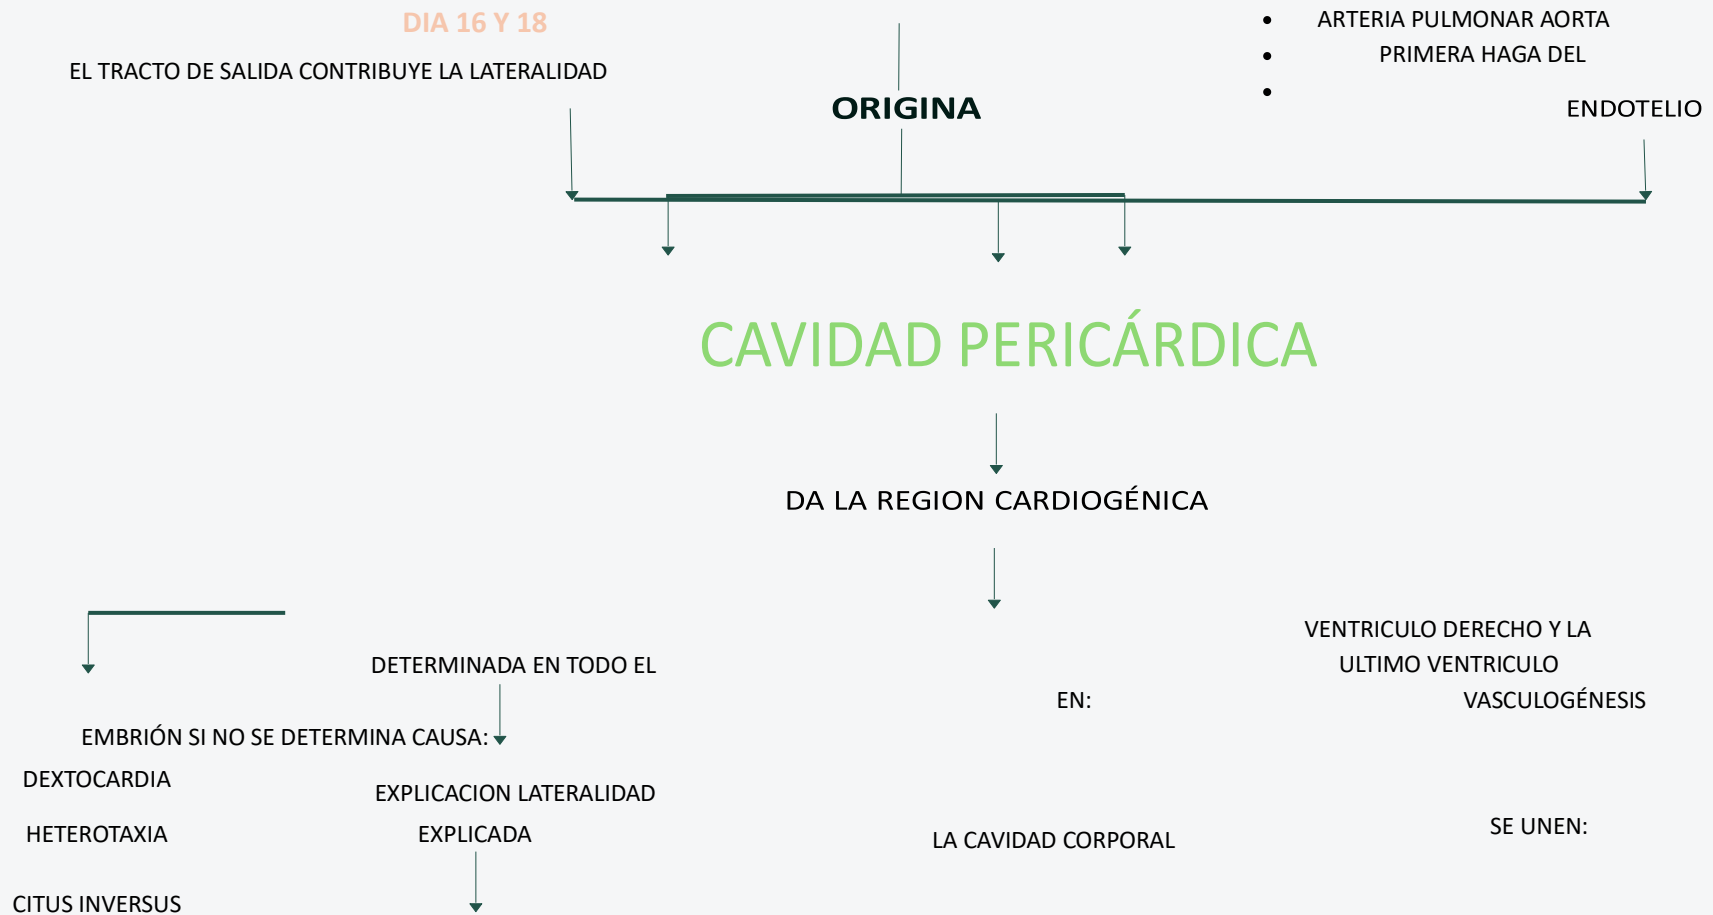 DIA 16 Y 18
EL TRACTO DE SALIDA CONTRIBUYE LA LATERALIDAD
ORIGINA
• ARTERIA PULMONAR AORTA
• PRIMERA HAGA DEL
•
ENDOTELIO
CAVIDAD PERICÁRDICA
DA LA REGION CARDIOGÉNICA
DETERMINADA EN TODO EL
EMBRIÓN SI NO SE DETERMINA CAUSA:
DEXTOCARDIA
HETEROTAXIA
CITUS INVERSUS
EXPLICACION LATERALIDAD
EXPLICADA
EN:
LA CAVIDAD CORPORAL
VENTRICULO DERECHO Y LA
ULTIMO VENTRICULO
VASCULOGÉNESIS
SE UNEN: